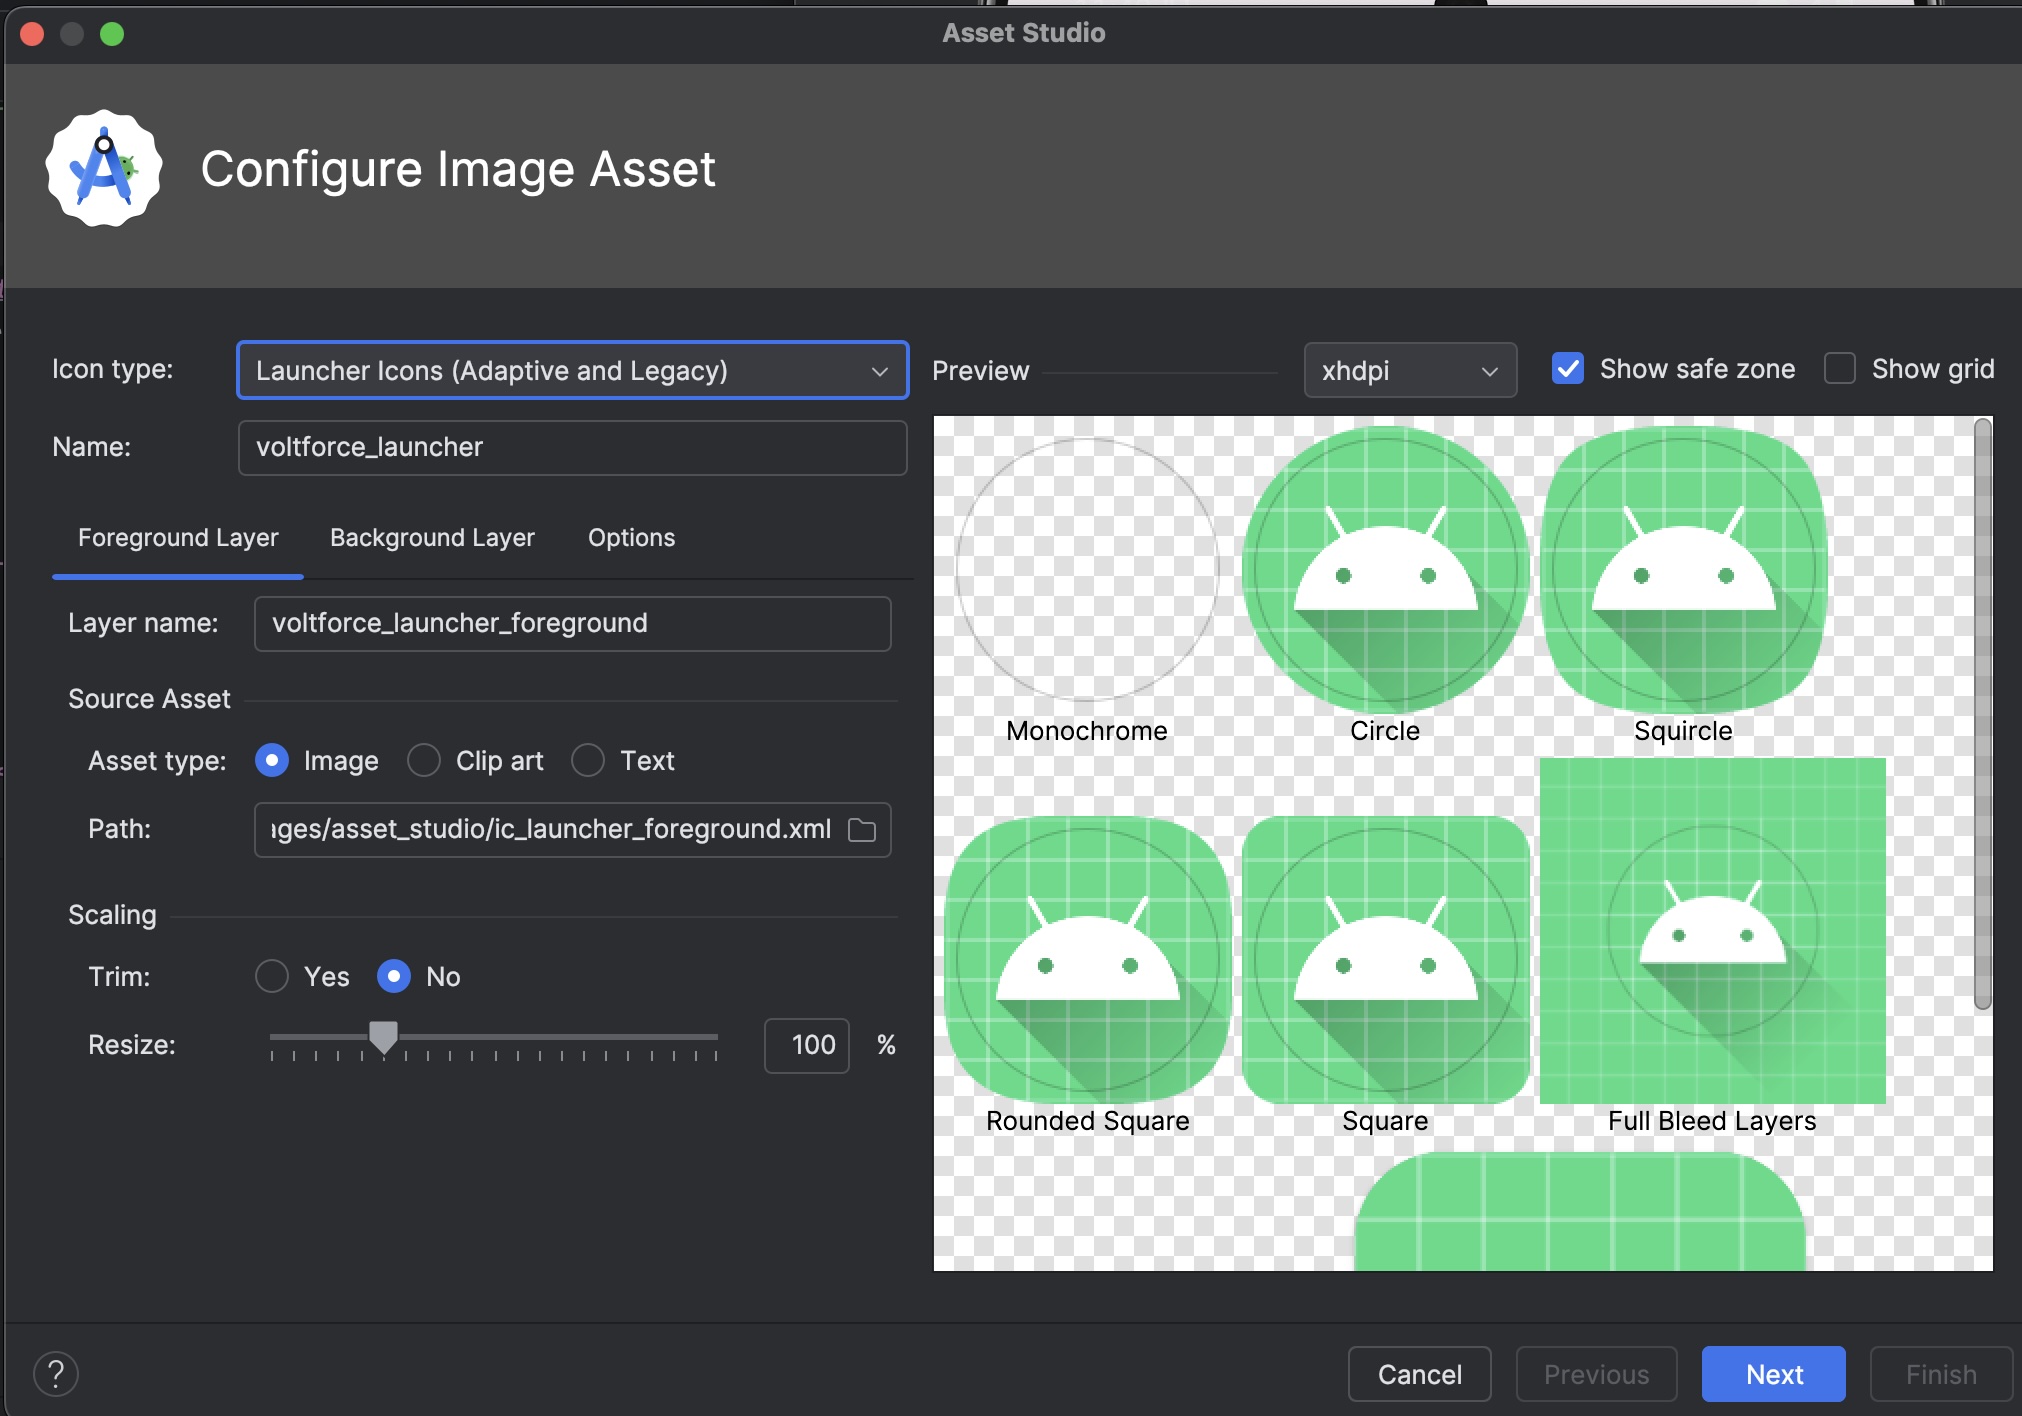 Asset Studio
Configure Image Asset
Icon type:
Launcher Icons (Adaptive and Legacy)
Name:
voltforce_launcher
Foreground Layer
Background Layer
Options
Layer name:
voltforce_launcher_foreground
Source Asset
Asset type:
Image
Clip art
Text
Path:
ages/asset_studio/ic_launcher_foreground.xml
Scaling
Trim:
Yes
No
Resize:
100
%
Preview
xhdpi
Show safe zone
Show grid
Monochrome
Circle
Squircle
Rounded Square
Square
Full Bleed Layers
?
Cancel
Previous
Next
Finish